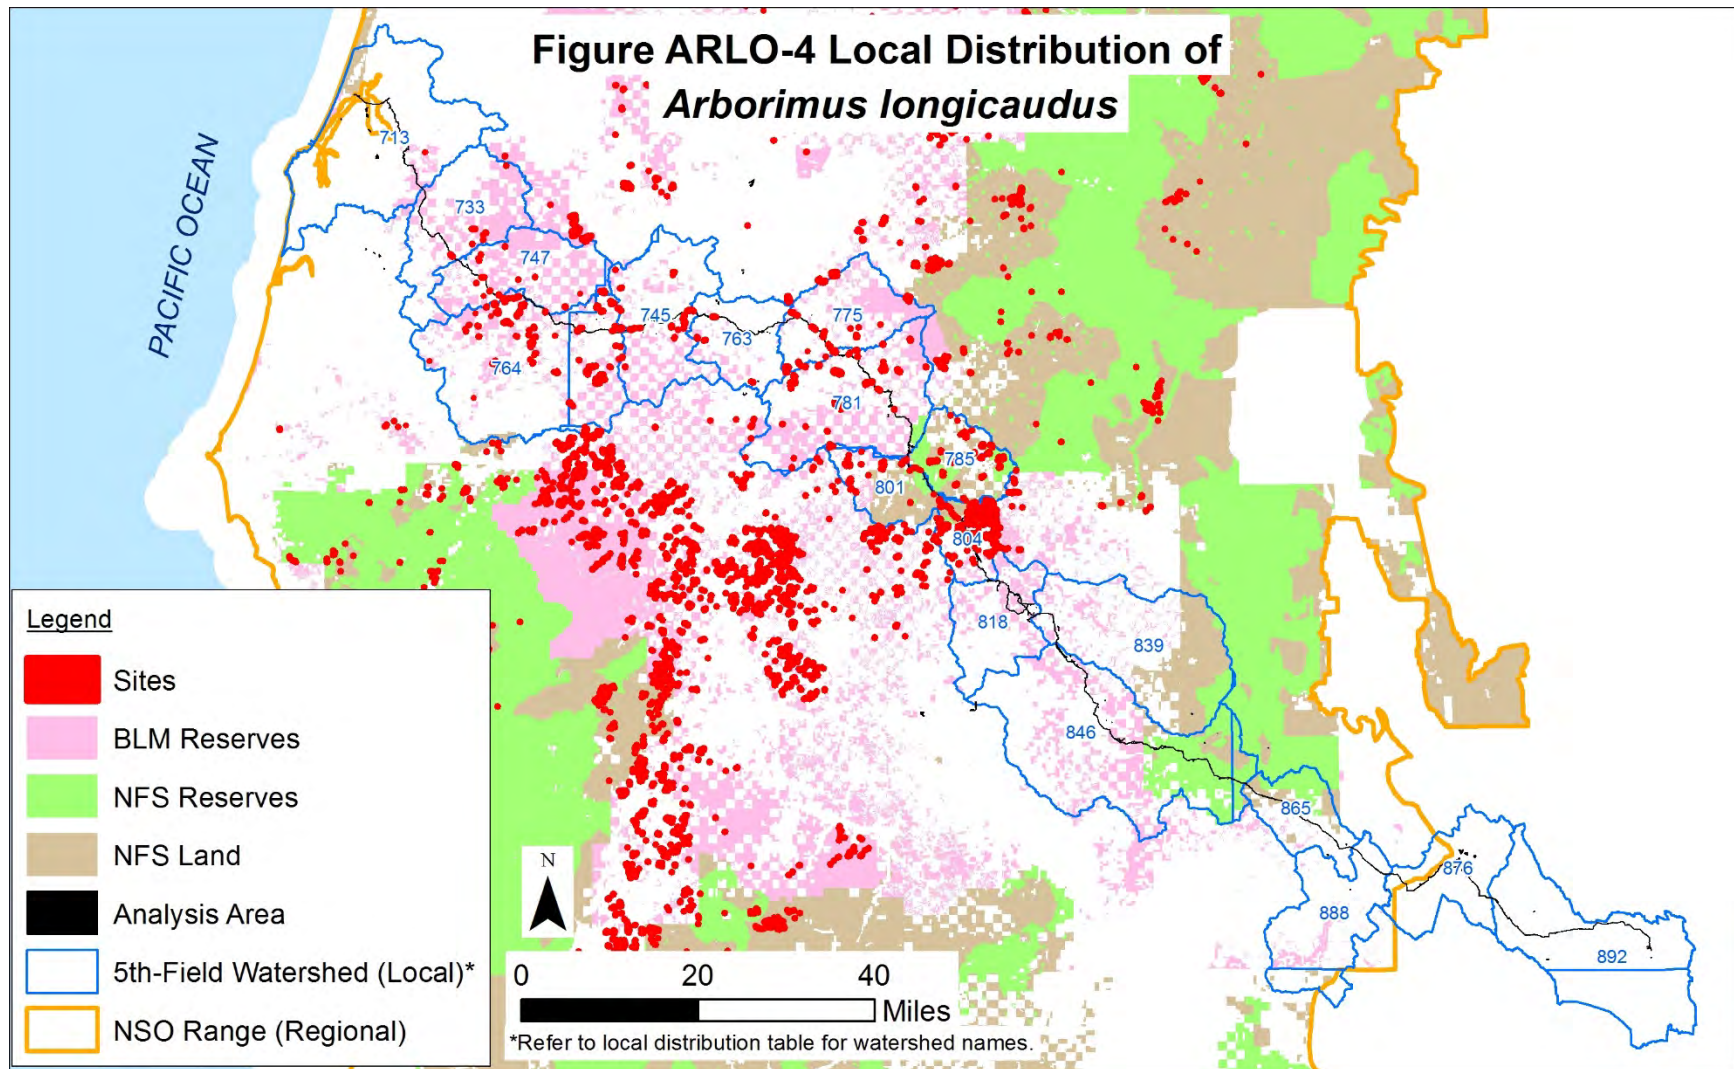 Figure ARLO-4 Local Distribution of
Arborimus longicaudus
PACIFIC OCEAN
713
733
747
745
775
763
764
781
785
801
804
818
839
846
865
876
888
892
Legend
Sites
BLM Reserves
NFS Reserves
NFS Land
Analysis Area
5th-Field Watershed (Local)*
NSO Range (Regional)
N
0 20 40
Miles
*Refer to local distribution table for watershed names.